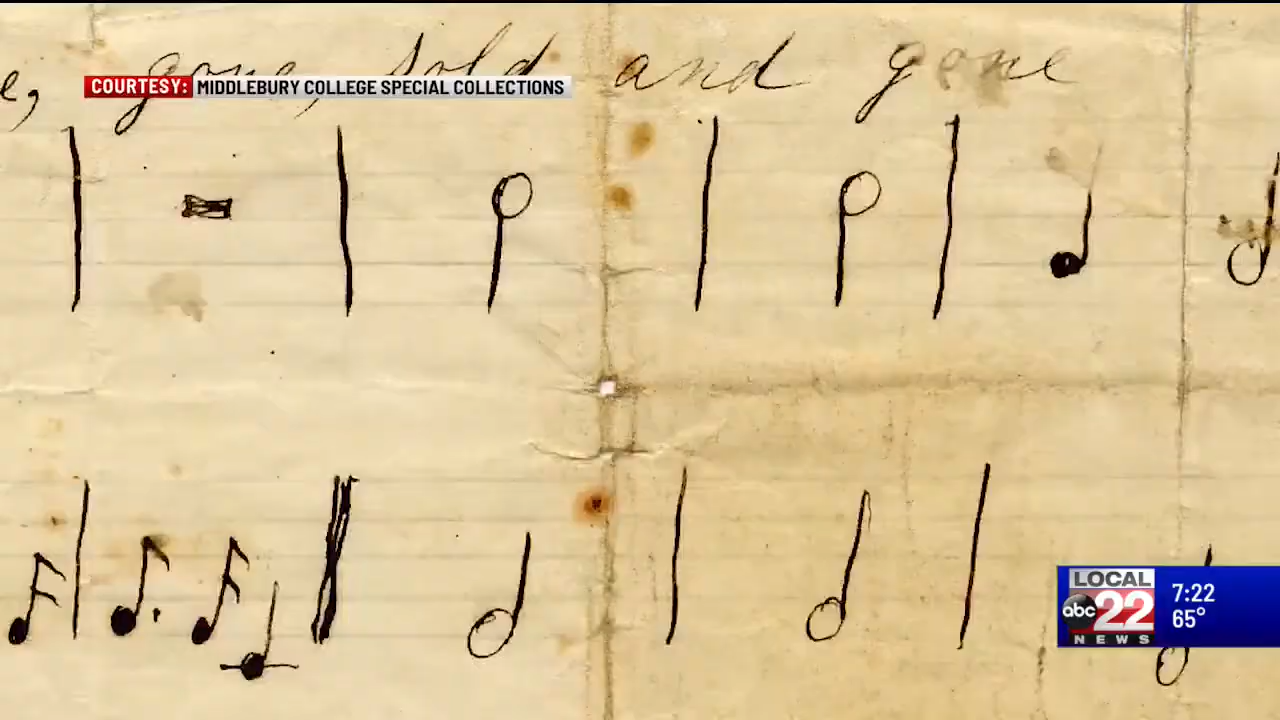 e, gone, sold and gone
COURTESY: MIDDLEBURY COLLEGE SPECIAL COLLECTIONS
LOCAL
abc 22
NEWS
7:22
65°